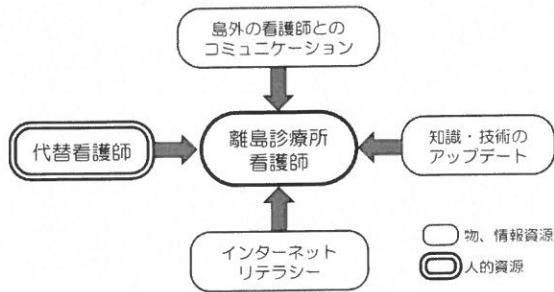 島外の看護師との
コミュニケーション
代替看護師
離島診療所
看護師
知識・技術の
アップデート
インターネット
リテラシー
物、情報資源
人的資源